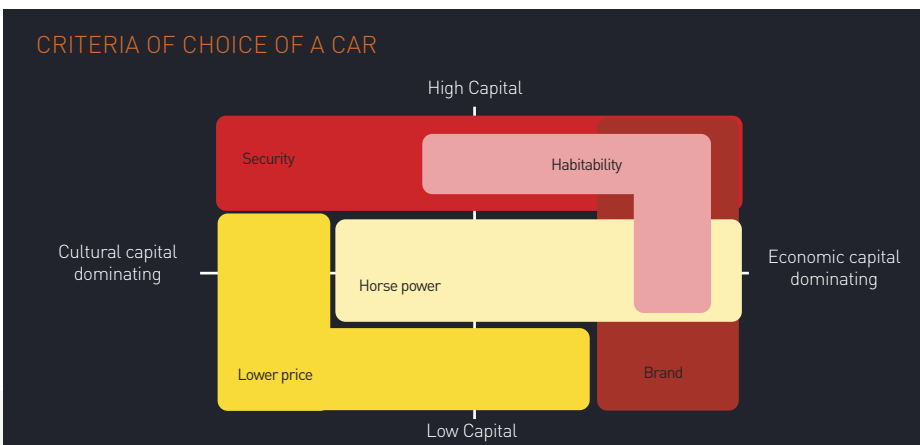 CRITERIA OF CHOICE OF A CAR
High Capital
Security
Habitability
Cultural capital
dominating
Economic capital
dominating
Horse power
Lower price
Brand
Low Capital